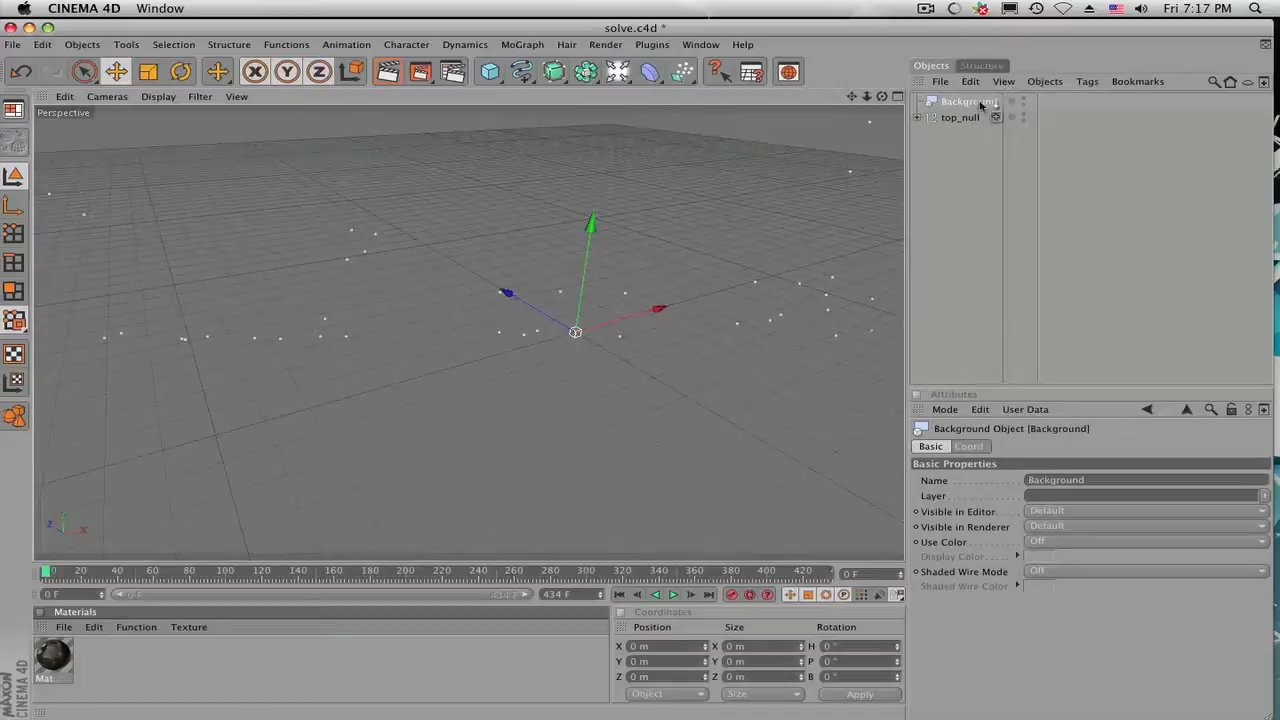 CINEMA 4D Window Fri 7:17 PM
solve.c4d *
File Edit Objects Tools Selection Structure Functions Animation Character Dynamics MoGraph Hair Render Plugins Window Help
X Y Z
Objects Structure
File Edit View Objects Tags Bookmarks
Edit Cameras Display Filter View
Perspective
Background
top_null
Y
Z X
Attributes
Mode Edit User Data
Background Object [Background]
Basic Coord
Basic Properties
Name Background
Layer
Visible in Editor Default
Visible in Renderer Default
Use Color Off
Display Color
Shaded Wire Mode Off
Shaded Wire Color
0 20 40 60 80 100 120 140 160 180 200 220 240 260 280 300 320 340 360 380 400 420 0 F
0 F 0 F 434 F 434 F
Materials
File Edit Function Texture
Mat
Coordinates
Position Size Rotation
X 0 m X 0 m H 0 °
Y 0 m Y 0 m P 0 °
Z 0 m Z 0 m B 0 °
Object Size Apply
MAXON
CINEMA 4D